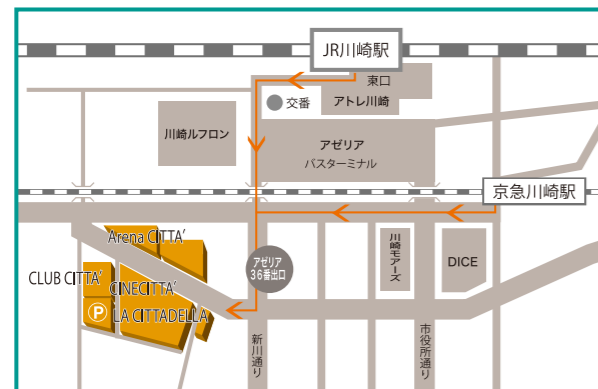 JR川崎駅
東口
アトレ川崎
交番
川崎ルフロン
アゼリア
バスターミナル
京急川崎駅
Arena CITTA'
川崎モアーズ
DICE
アゼリア
36番出口
CLUB CITTA'
CINECITTA'
P
LA CITTADELLA
新川通り
市役所通り